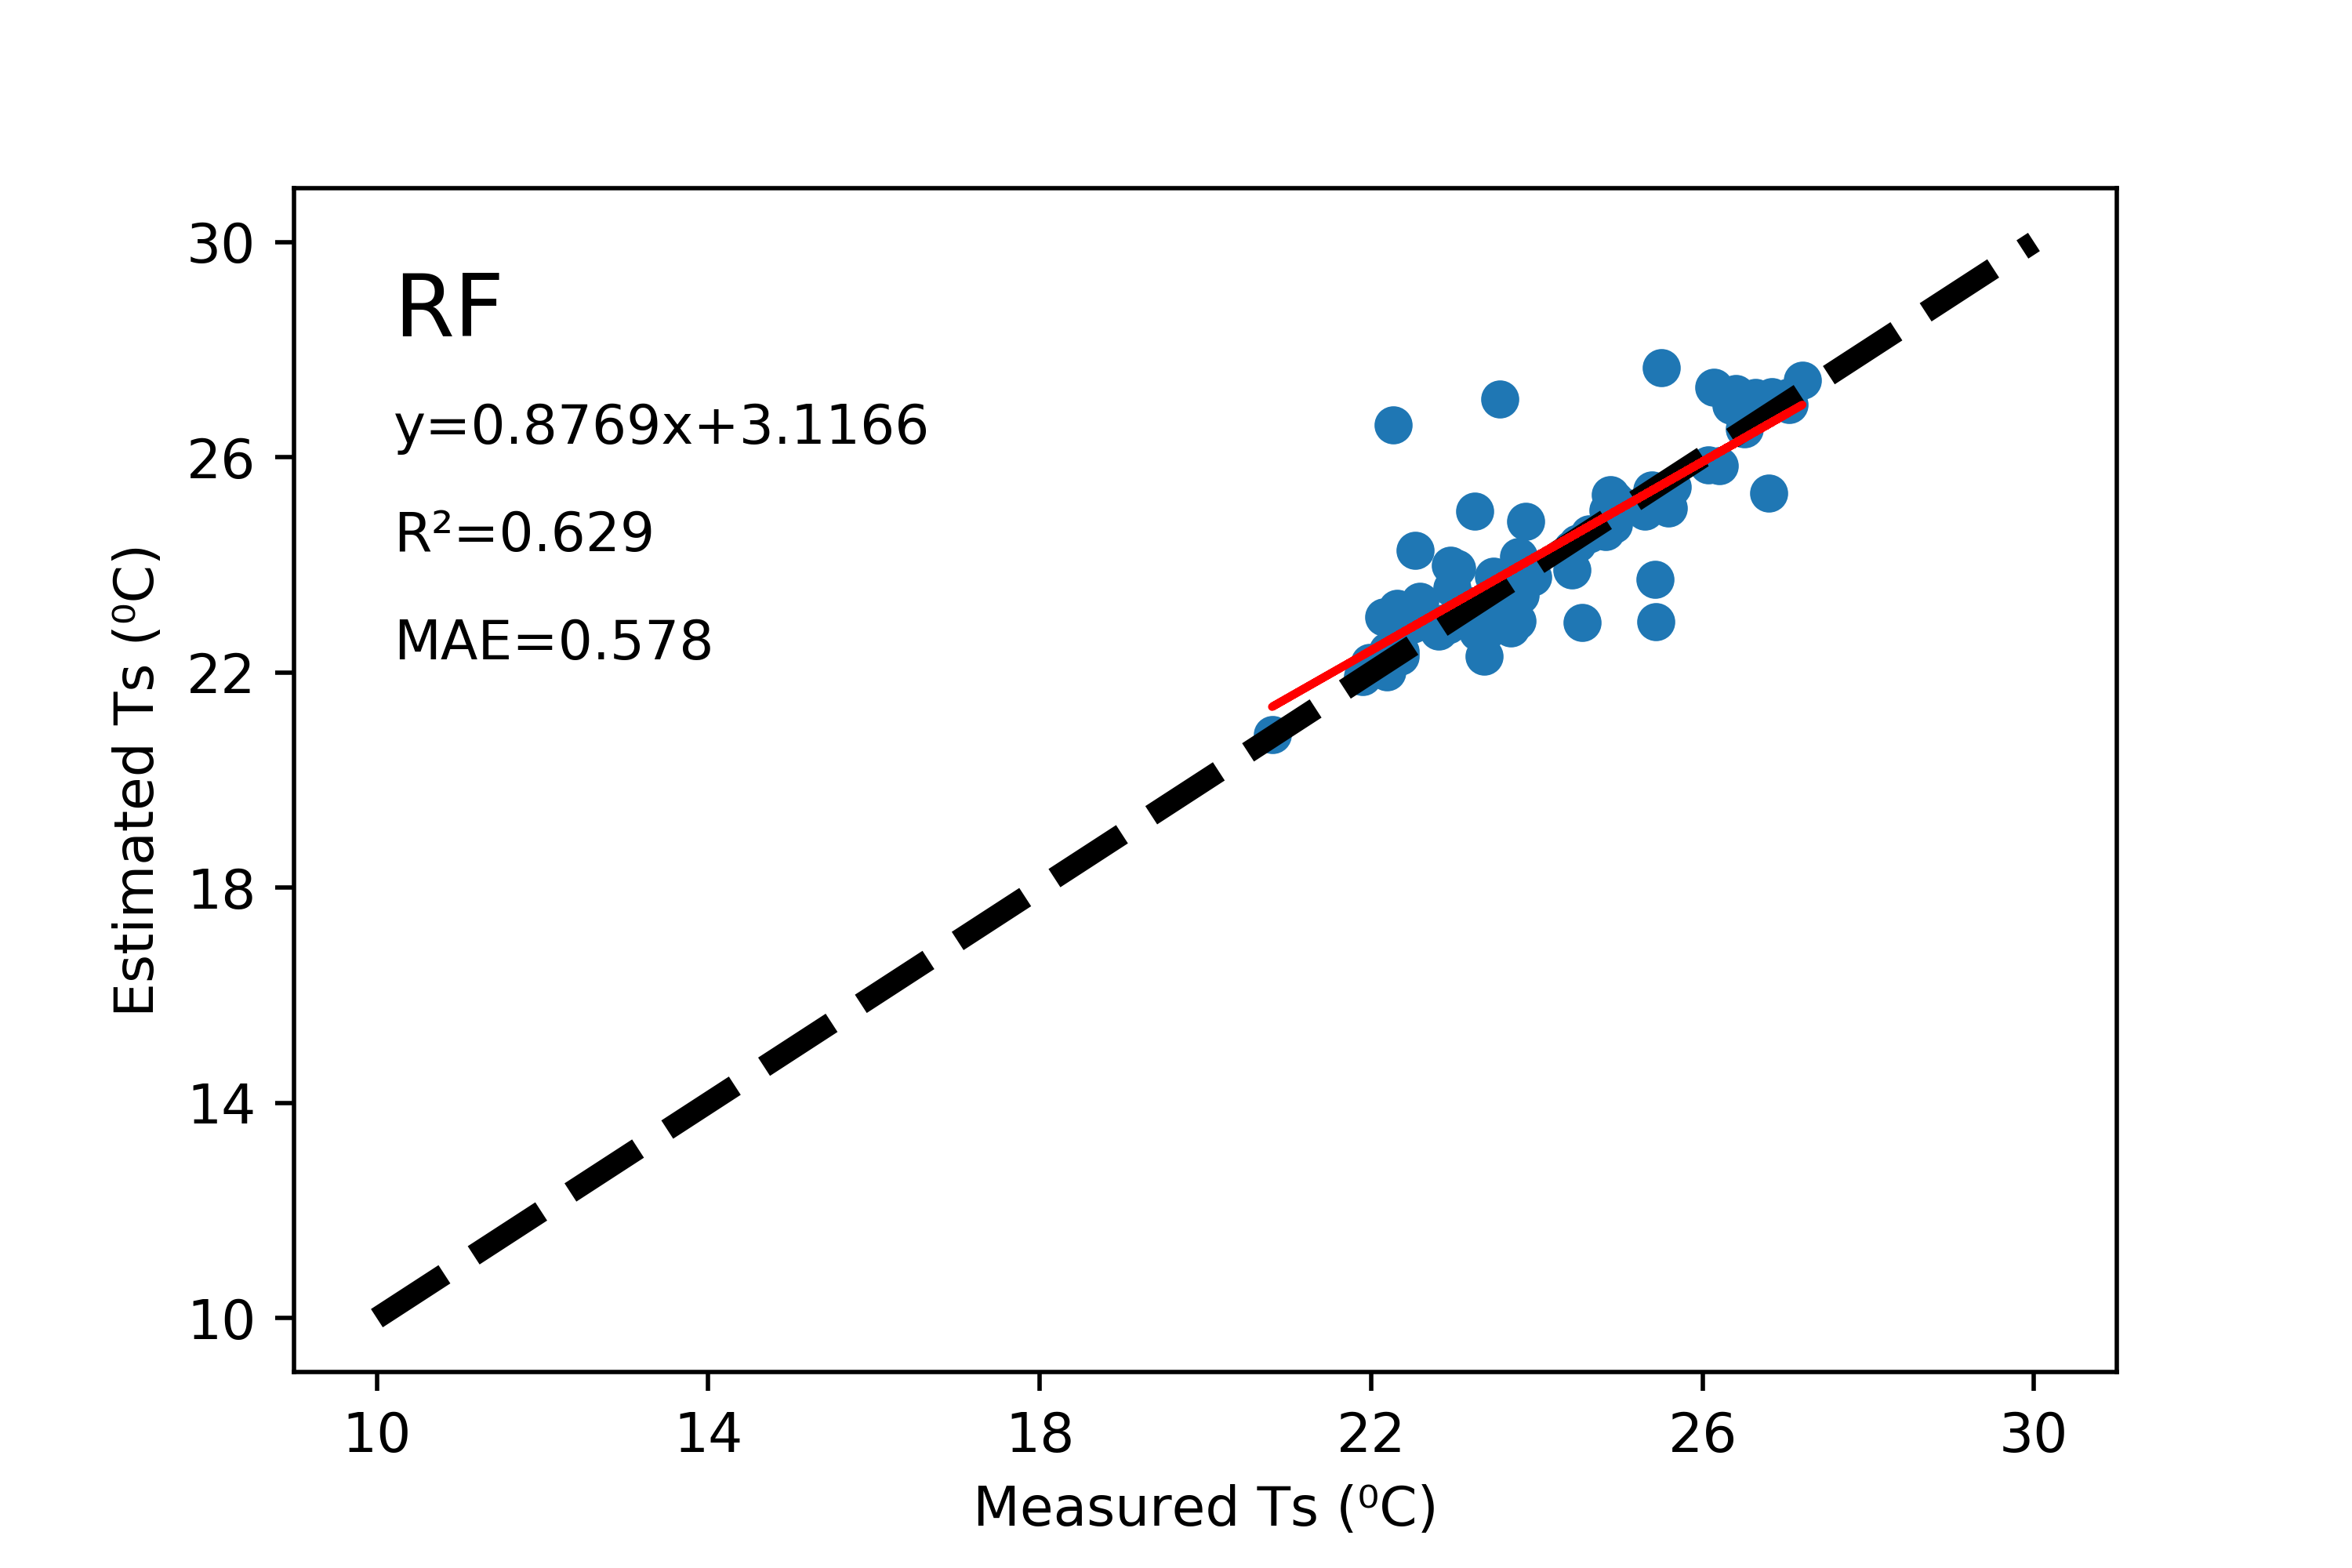 RF
y=0.8769x+3.1166
R²=0.629
MAE=0.578
Estimated Ts (⁰C)
30
26
22
18
14
10
10 14 18 22 26 30
Measured Ts (⁰C)